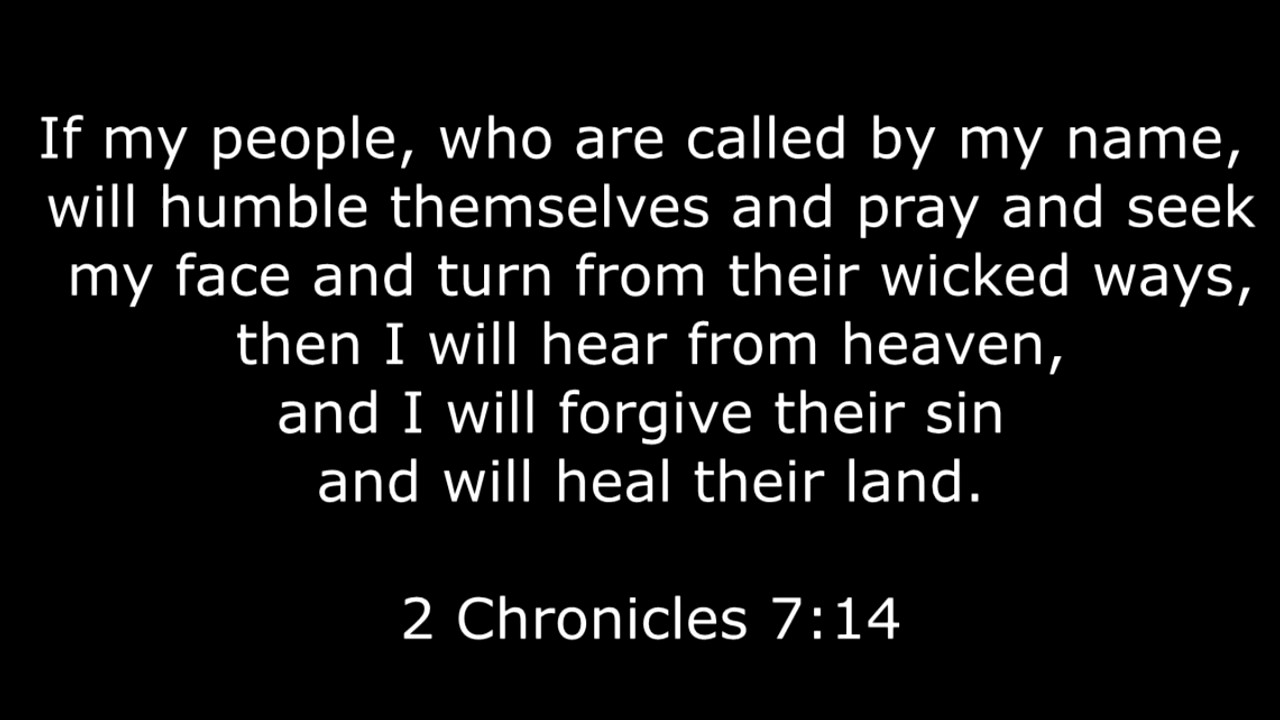 If my people, who are called by my name,
will humble themselves and pray and seek
my face and turn from their wicked ways,
then I will hear from heaven,
and I will forgive their sin
and will heal their land.
2 Chronicles 7:14